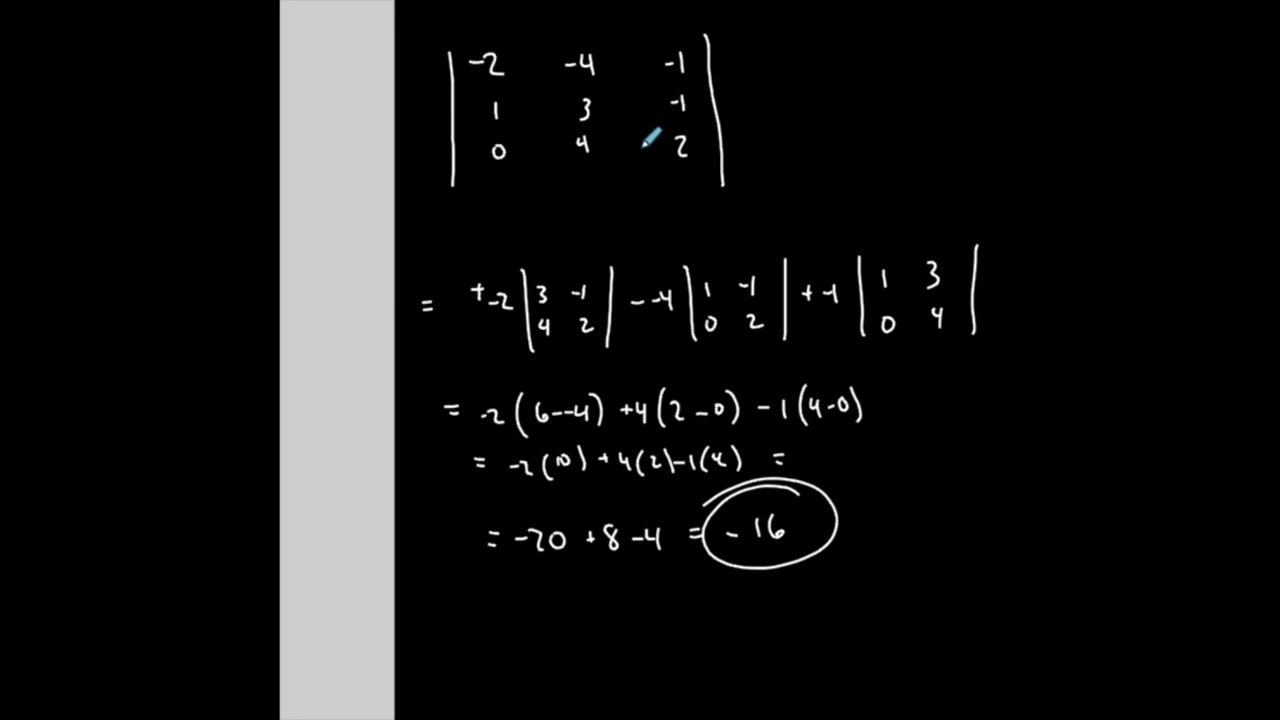 | -2 -4 -1 |
| 1 3 -1 |
| 0 4 2 |
= + -2 | 3 -1 | - -4 | 1 -1 | + -1 | 1 3 |
| 4 2 | | 0 2 | | 0 4 |
= -2 (6 - -4) + 4 (2 - 0) - 1 (4 - 0)
= -2 (10) + 4 (2) - 1 (4) =
= -20 + 8 - 4 = -16